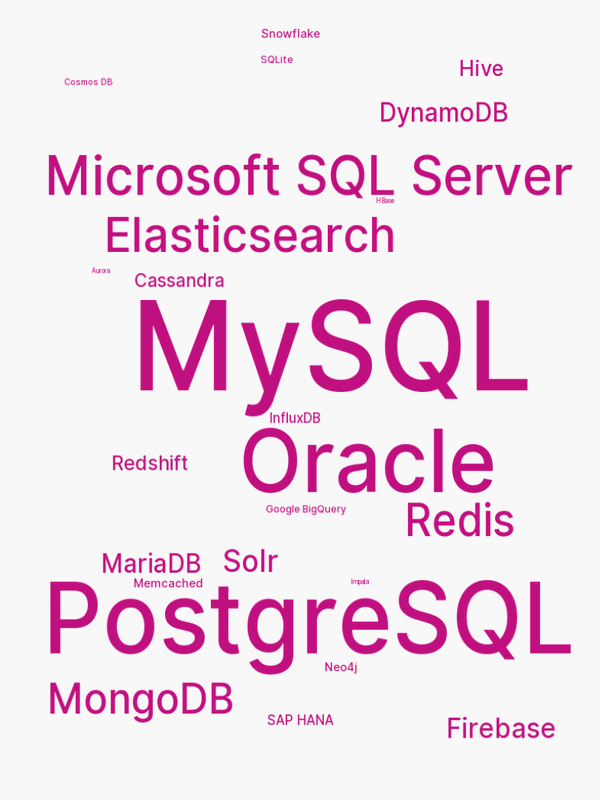 Snowflake
SQLite
Hive
Cosmos DB
DynamoDB
Microsoft SQL Server
HBase
Elasticsearch
Aurora
Cassandra
MySQL
InfluxDB
Oracle
Redshift
Google BigQuery
Redis
MariaDB
Solr
Memcached
Impala
PostgreSQL
Neo4j
MongoDB
SAP HANA
Firebase